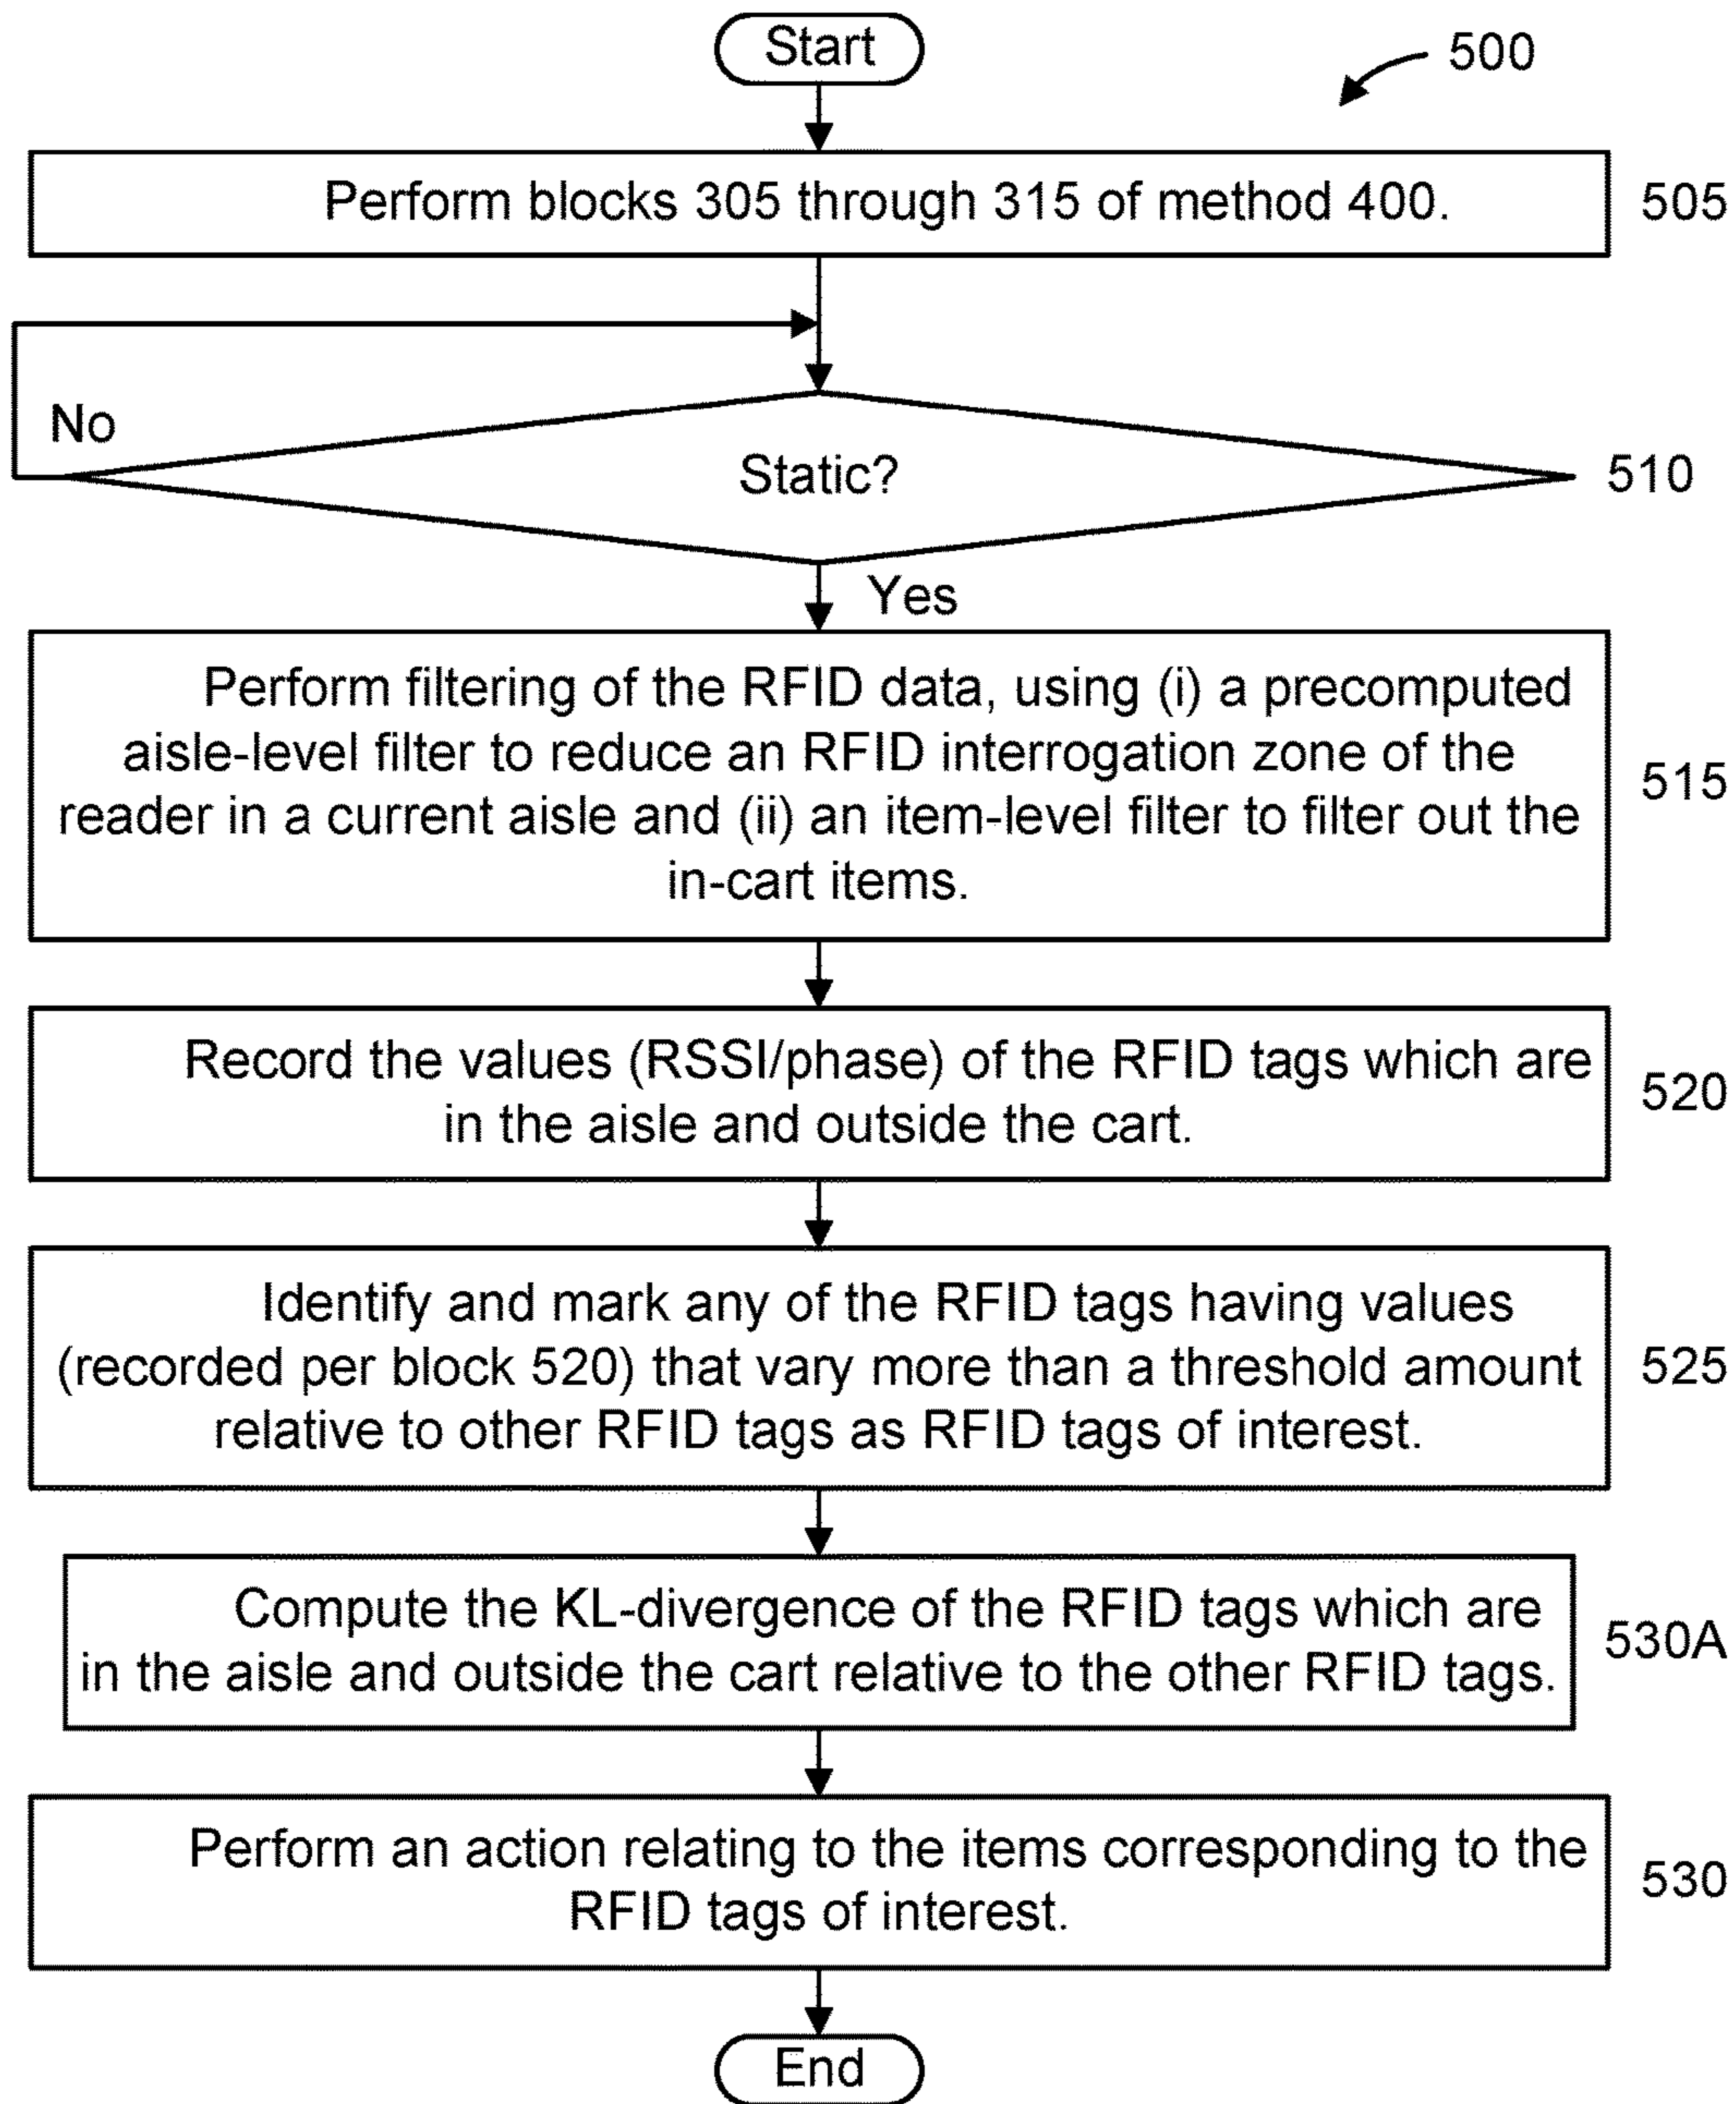 Start
500
Perform blocks 305 through 315 of method 400.
505
No
Static?
510
Yes
Perform filtering of the RFID data, using (i) a precomputed
aisle-level filter to reduce an RFID interrogation zone of the
reader in a current aisle and (ii) an item-level filter to filter out the
in-cart items.
515
Record the values (RSSI/phase) of the RFID tags which are
in the aisle and outside the cart.
520
Identify and mark any of the RFID tags having values
(recorded per block 520) that vary more than a threshold amount
relative to other RFID tags as RFID tags of interest.
525
Compute the KL-divergence of the RFID tags which are
in the aisle and outside the cart relative to the other RFID tags.
530A
Perform an action relating to the items corresponding to the
RFID tags of interest.
530
End